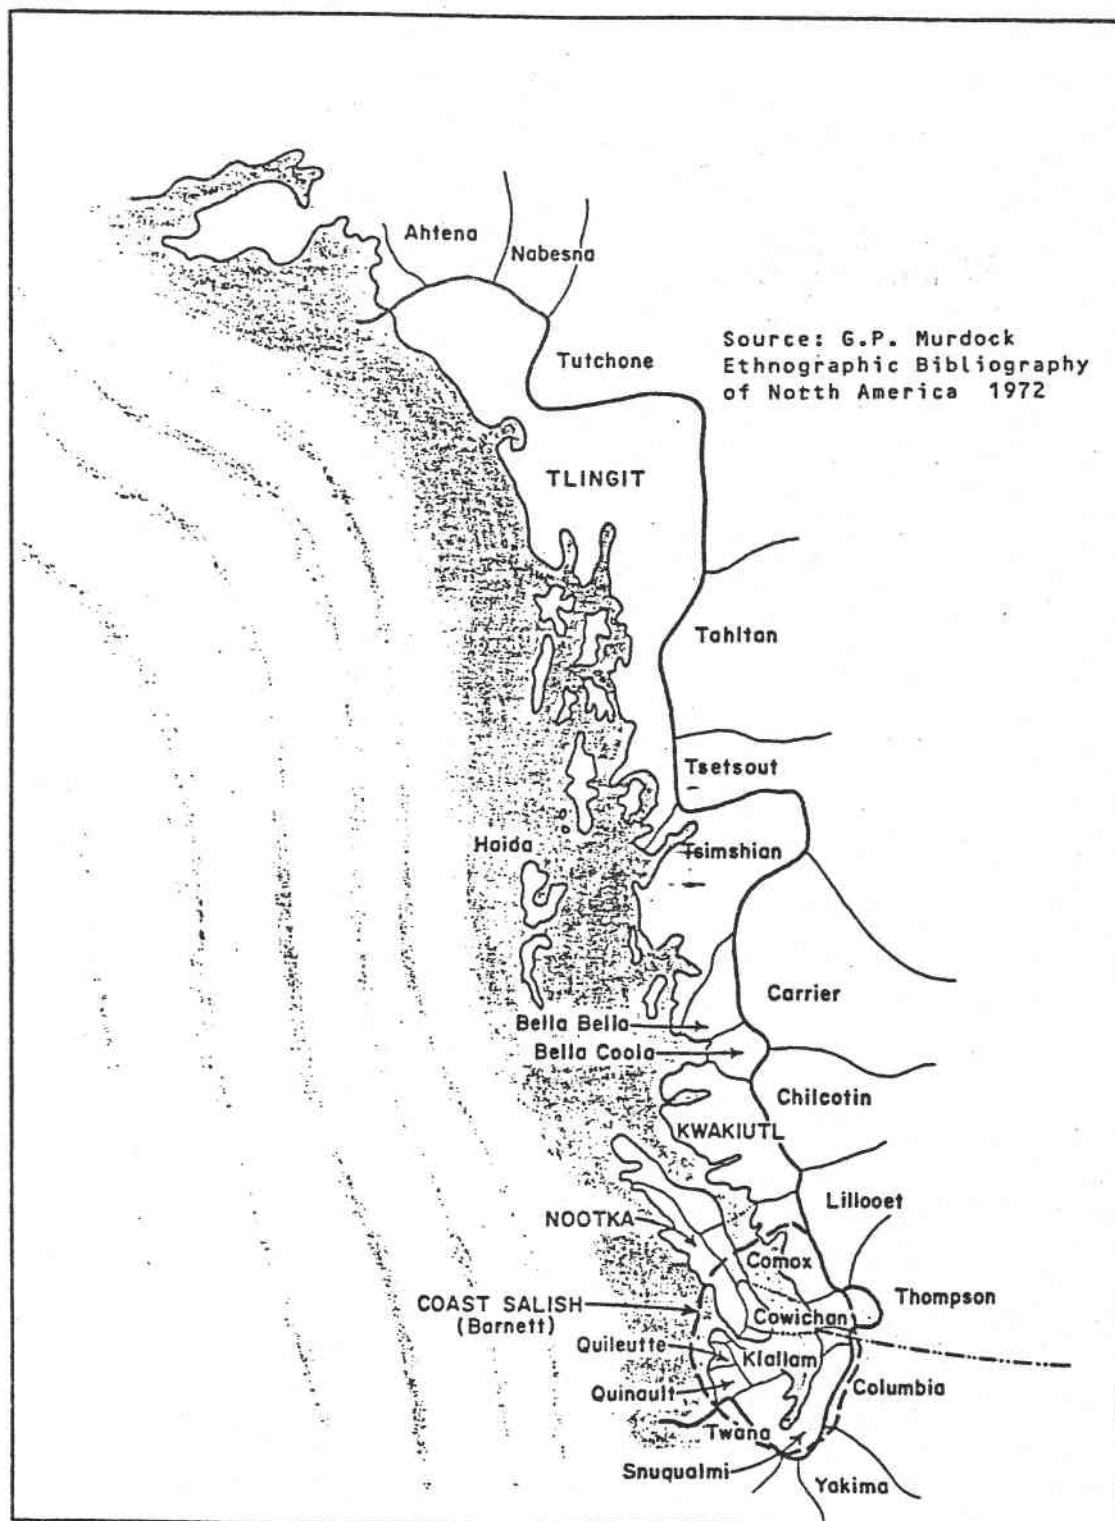 Ahtena
Nabesna
Source: G.P. Murdock
Ethnographic Bibliography
of North America 1972
Tutchone
TLINGIT
Tahltan
Tsetsout
Haida
Tsimshian
Carrier
Bella Bella
Bella Coola
Chilcotin
KWAKIUTL
Lillooet
NOOTKA
Comox
Thompson
COAST SALISH
(Barnett)
Cowichan
Quileutte
Klallam
Columbia
Quinault
Twana
Snuqualmi
Yakima